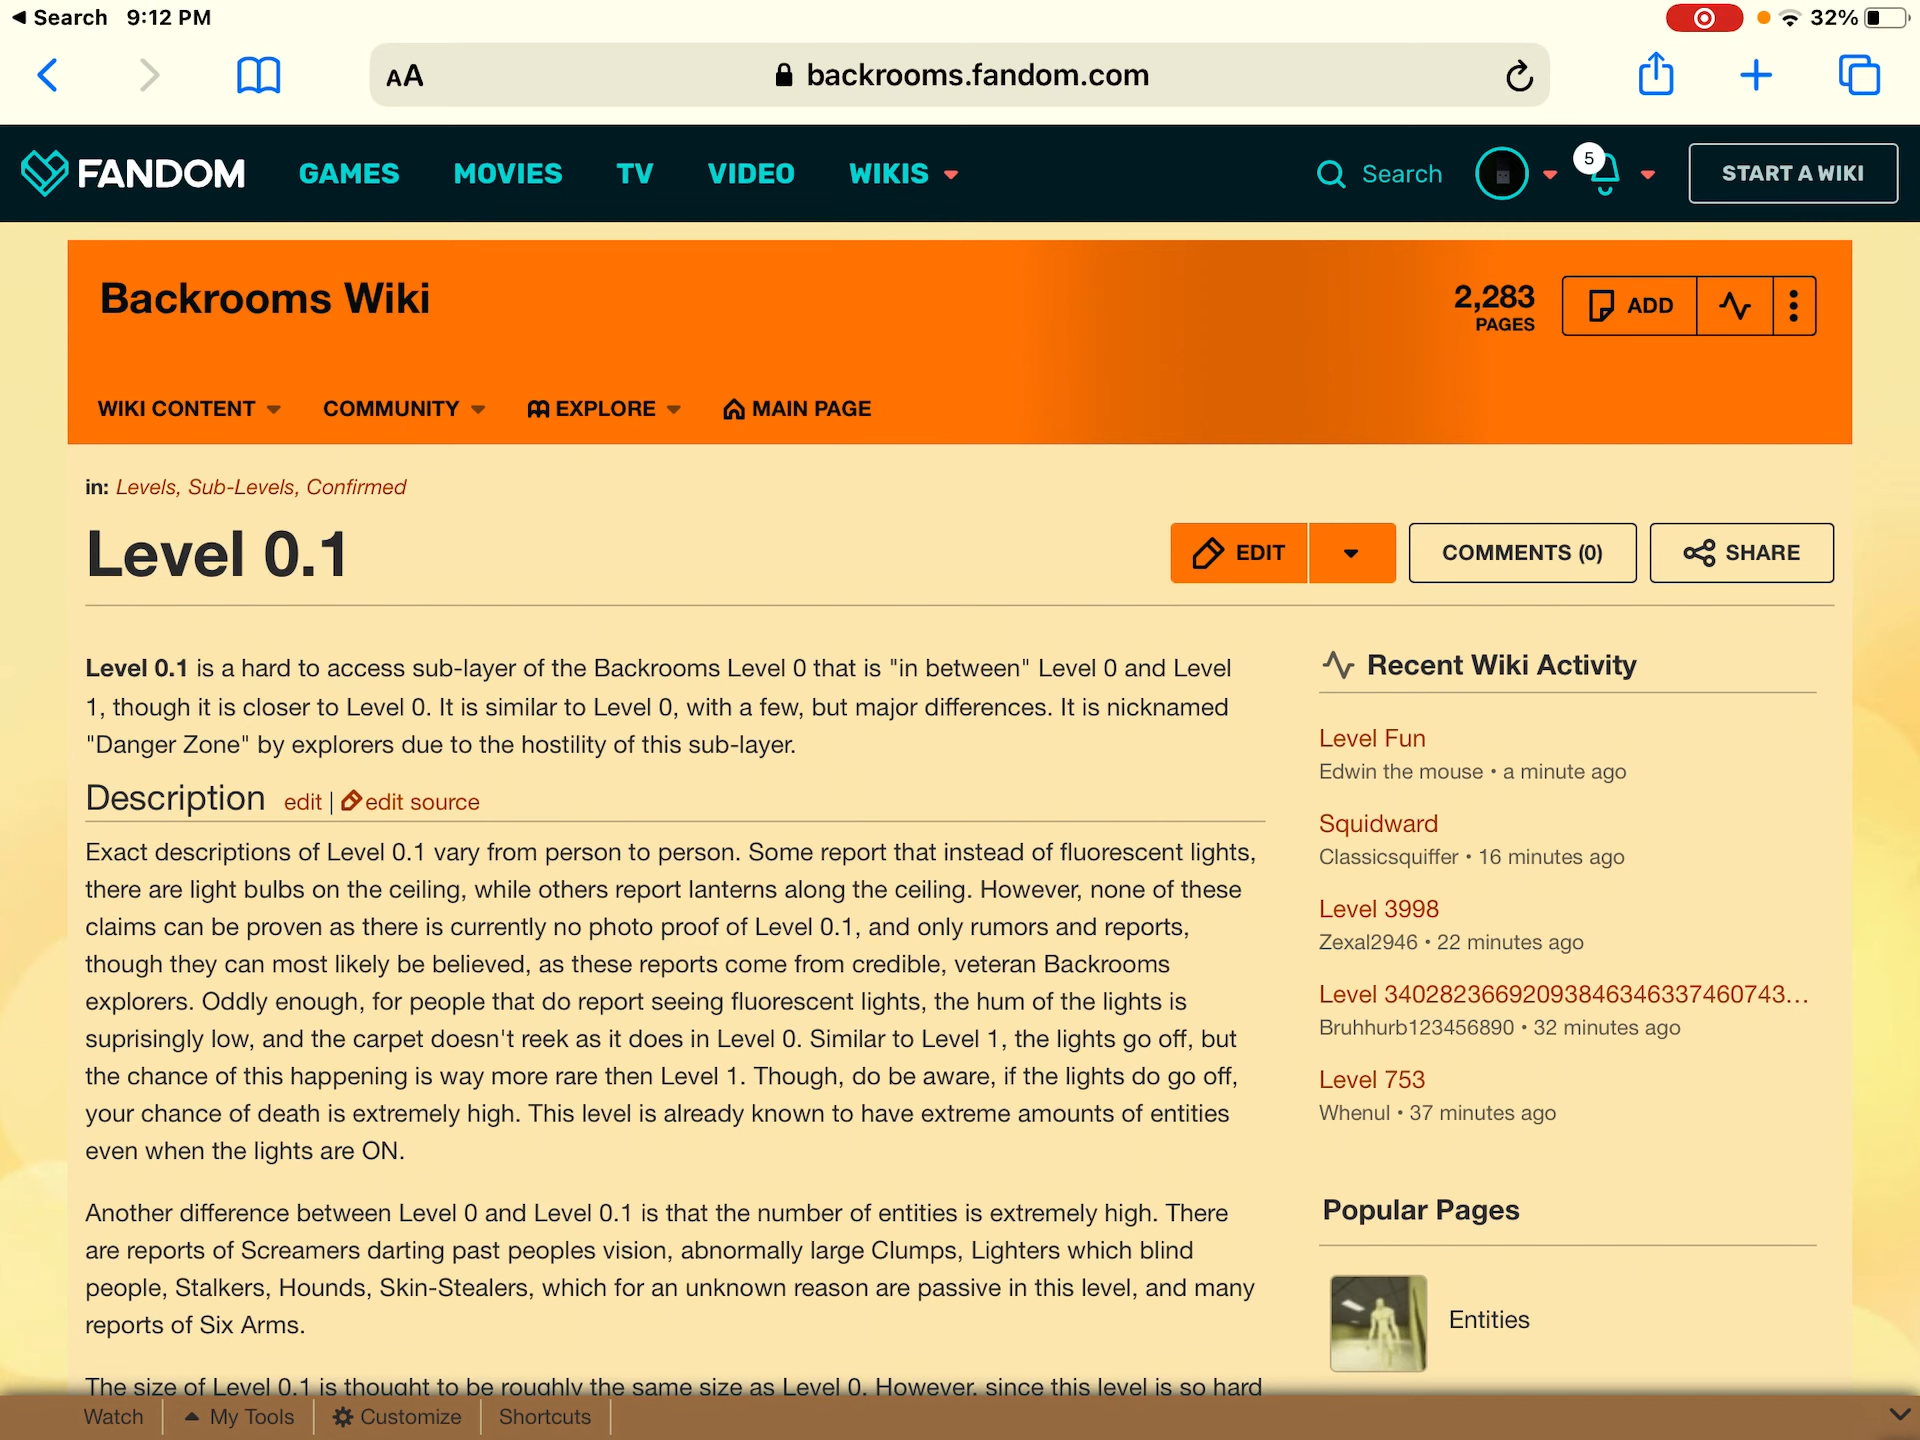 Search 9:12 PM 32%
AA backrooms.fandom.com
FANDOM GAMES MOVIES TV VIDEO WIKIS Search 5 START A WIKI
Backrooms Wiki
2,283
PAGES
ADD
WIKI CONTENT COMMUNITY EXPLORE MAIN PAGE
in: Levels, Sub-Levels, Confirmed
Level 0.1
EDIT COMMENTS (0) SHARE
Level 0.1 is a hard to access sub-layer of the Backrooms Level 0 that is "in between" Level 0 and Level
1, though it is closer to Level 0. It is similar to Level 0, with a few, but major differences. It is nicknamed
"Danger Zone" by explorers due to the hostility of this sub-layer.
Description edit | edit source
Exact descriptions of Level 0.1 vary from person to person. Some report that instead of fluorescent lights,
there are light bulbs on the ceiling, while others report lanterns along the ceiling. However, none of these
claims can be proven as there is currently no photo proof of Level 0.1, and only rumors and reports,
though they can most likely be believed, as these reports come from credible, veteran Backrooms
explorers. Oddly enough, for people that do report seeing fluorescent lights, the hum of the lights is
suprisingly low, and the carpet doesn't reek as it does in Level 0. Similar to Level 1, the lights go off, but
the chance of this happening is way more rare then Level 1. Though, do be aware, if the lights do go off,
your chance of death is extremely high. This level is already known to have extreme amounts of entities
even when the lights are ON.
Another difference between Level 0 and Level 0.1 is that the number of entities is extremely high. There
are reports of Screamers darting past peoples vision, abnormally large Clumps, Lighters which blind
people, Stalkers, Hounds, Skin-Stealers, which for an unknown reason are passive in this level, and many
reports of Six Arms.
The size of Level 0.1 is thought to be roughly the same size as Level 0. However, since this level is so hard
Recent Wiki Activity
Level Fun
Edwin the mouse • a minute ago
Squidward
Classicsquiffer • 16 minutes ago
Level 3998
Zexal2946 • 22 minutes ago
Level 34028236692093846346337460743...
Bruhhurb123456890 • 32 minutes ago
Level 753
Whenul • 37 minutes ago
Popular Pages
Entities
Watch My Tools Customize Shortcuts